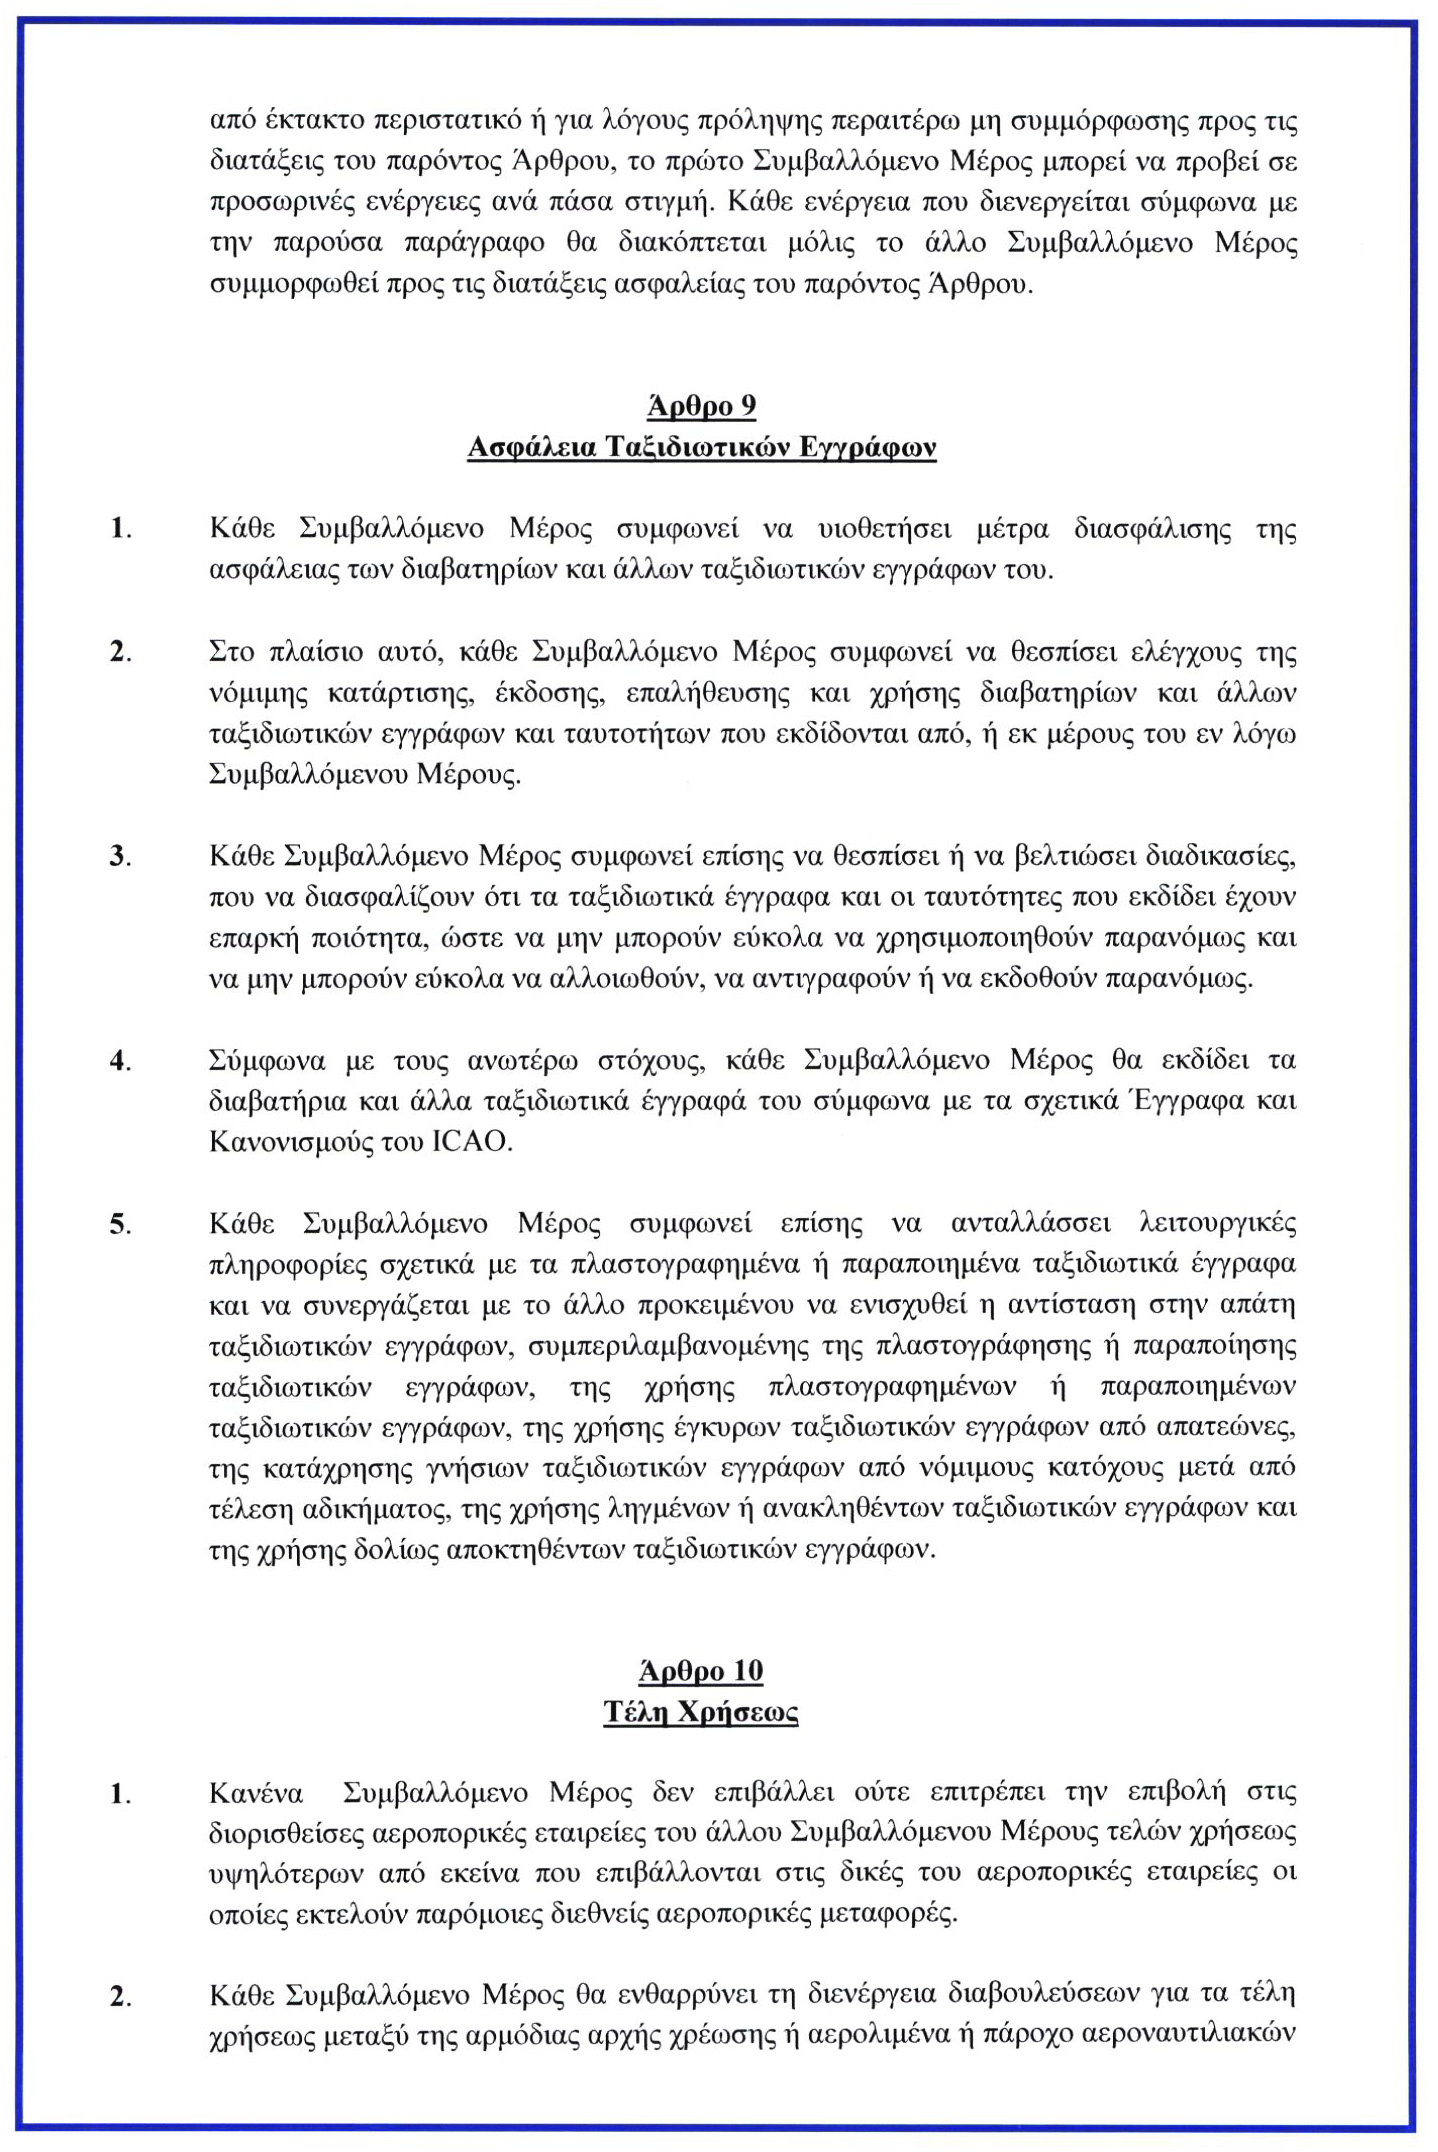 από έκτακτο περιστατικό ή για λόγους πρόληψης περαιτέρω μη συμμόρφωσης προς τις
διατάξεις του παρόντος Άρθρου, το πρώτο Συμβαλλόμενο Μέρος μπορεί να προβεί σε
προσωρινές ενέργειες ανά πάσα στιγμή. Κάθε ενέργεια που διενεργείται σύμφωνα με
την παρούσα παράγραφο θα διακόπτεται μόλις το άλλο Συμβαλλόμενο Μέρος
συμμορφωθεί προς τις διατάξεις ασφαλείας του παρόντος Άρθρου.
Άρθρο 9
Ασφάλεια Ταξιδιωτικών Εγγράφων
1. Κάθε Συμβαλλόμενο Μέρος συμφωνεί να υιοθετήσει μέτρα διασφάλισης της
ασφάλειας των διαβατηρίων και άλλων ταξιδιωτικών εγγράφων του.
2. Στο πλαίσιο αυτό, κάθε Συμβαλλόμενο Μέρος συμφωνεί να θεσπίσει ελέγχους της
νόμιμης κατάρτισης, έκδοσης, επαλήθευσης και χρήσης διαβατηρίων και άλλων
ταξιδιωτικών εγγράφων και ταυτοτήτων που εκδίδονται από, ή εκ μέρους του εν λόγω
Συμβαλλόμενου Μέρους.
3. Κάθε Συμβαλλόμενο Μέρος συμφωνεί επίσης να θεσπίσει ή να βελτιώσει διαδικασίες,
που να διασφαλίζουν ότι τα ταξιδιωτικά έγγραφα και οι ταυτότητες που εκδίδει έχουν
επαρκή ποιότητα, ώστε να μην μπορούν εύκολα να χρησιμοποιηθούν παρανόμως και
να μην μπορούν εύκολα να αλλοιωθούν, να αντιγραφούν ή να εκδοθούν παρανόμως.
4. Σύμφωνα με τους ανωτέρω στόχους, κάθε Συμβαλλόμενο Μέρος θα εκδίδει τα
διαβατήρια και άλλα ταξιδιωτικά έγγραφά του σύμφωνα με τα σχετικά Έγγραφα και
Κανονισμούς του ICAO.
5. Κάθε Συμβαλλόμενο Μέρος συμφωνεί επίσης να ανταλλάσσει λειτουργικές
πληροφορίες σχετικά με τα πλαστογραφημένα ή παραποιημένα ταξιδιωτικά έγγραφα
και να συνεργάζεται με το άλλο προκειμένου να ενισχυθεί η αντίσταση στην απάτη
ταξιδιωτικών εγγράφων, συμπεριλαμβανομένης της πλαστογράφησης ή παραποίησης
ταξιδιωτικών εγγράφων, της χρήσης πλαστογραφημένων ή παραποιημένων
ταξιδιωτικών εγγράφων, της χρήσης έγκυρων ταξιδιωτικών εγγράφων από απατεώνες,
της κατάχρησης γνήσιων ταξιδιωτικών εγγράφων από νόμιμους κατόχους μετά από
τέλεση αδικήματος, της χρήσης ληγμένων ή ανακληθέντων ταξιδιωτικών εγγράφων και
της χρήσης δολίως αποκτηθέντων ταξιδιωτικών εγγράφων.
Άρθρο 10
Τέλη Χρήσεως
1. Κανένα Συμβαλλόμενο Μέρος δεν επιβάλλει ούτε επιτρέπει την επιβολή στις
διορισθείσες αεροπορικές εταιρείες του άλλου Συμβαλλόμενου Μέρους τελών χρήσεως
υψηλότερων από εκείνα που επιβάλλονται στις δικές του αεροπορικές εταιρείες οι
οποίες εκτελούν παρόμοιες διεθνείς αεροπορικές μεταφορές.
2. Κάθε Συμβαλλόμενο Μέρος θα ενθαρρύνει τη διενέργεια διαβουλεύσεων για τα τέλη
χρήσεως μεταξύ της αρμόδιας αρχής χρέωσης ή αερολιμένα ή πάροχο αεροναυτιλιακών